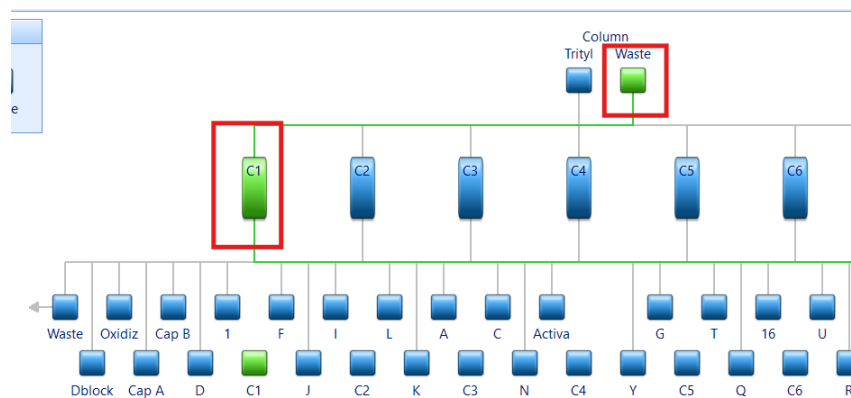 Column
Trityl Waste
e
C1 C2 C3 C4 C5 C6
Waste Oxidiz Cap B 1 F I L A C Activa G T 16 U
Dblock Cap A D C1 J C2 K C3 N C4 Y C5 Q C6 R